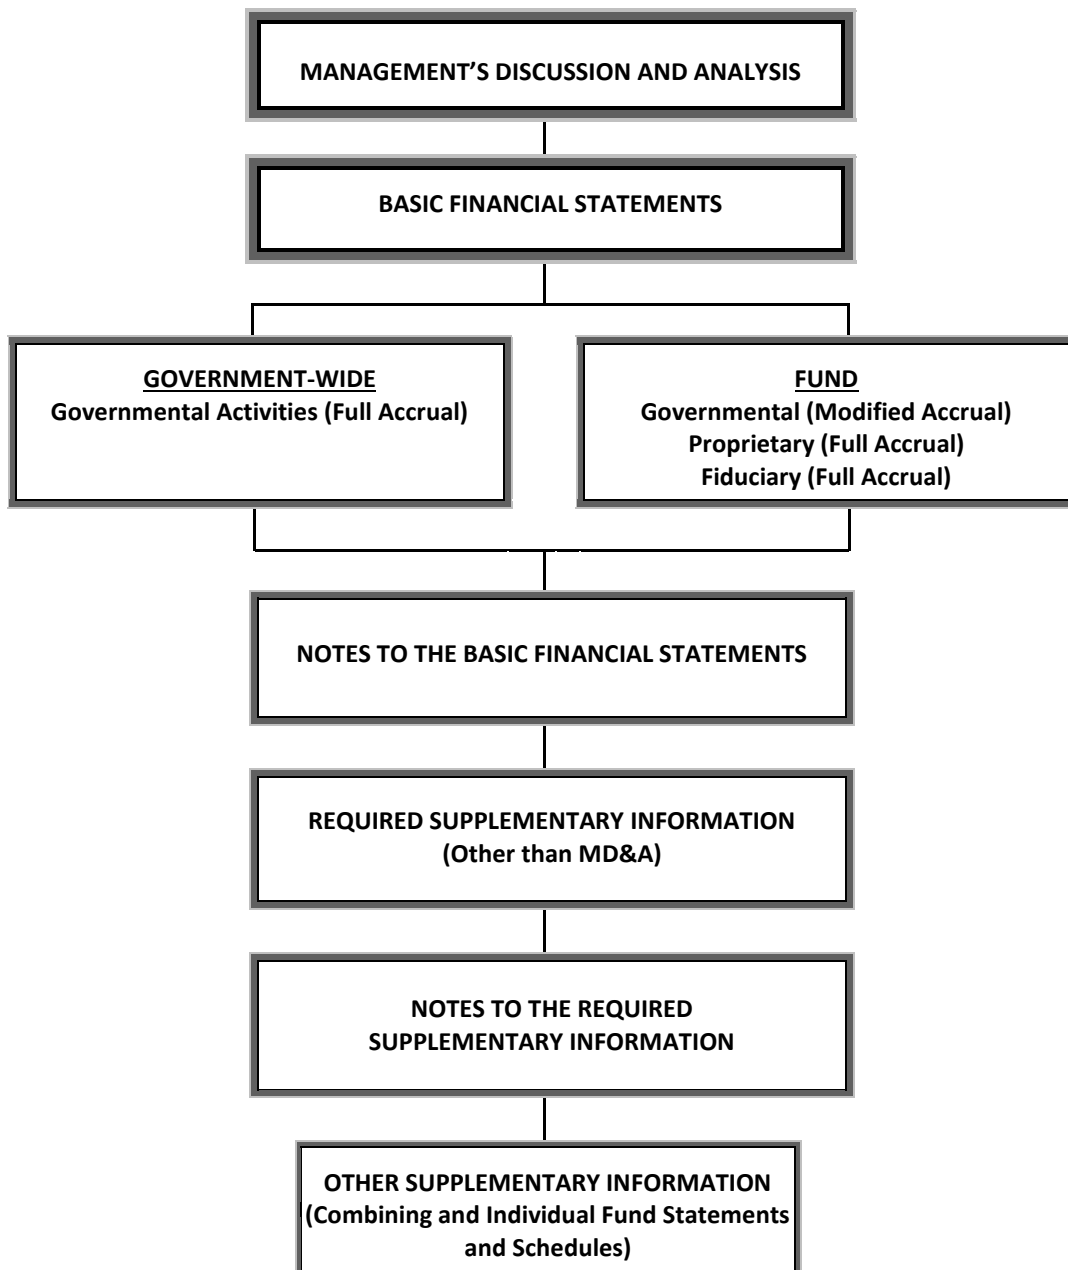 MANAGEMENT’S DISCUSSION AND ANALYSIS
BASIC FINANCIAL STATEMENTS
GOVERNMENT-WIDE
Governmental Activities (Full Accrual)
FUND
Governmental (Modified Accrual)
Proprietary (Full Accrual)
Fiduciary (Full Accrual)
NOTES TO THE BASIC FINANCIAL STATEMENTS
REQUIRED SUPPLEMENTARY INFORMATION
(Other than MD&A)
NOTES TO THE REQUIRED
SUPPLEMENTARY INFORMATION
OTHER SUPPLEMENTARY INFORMATION
(Combining and Individual Fund Statements
and Schedules)